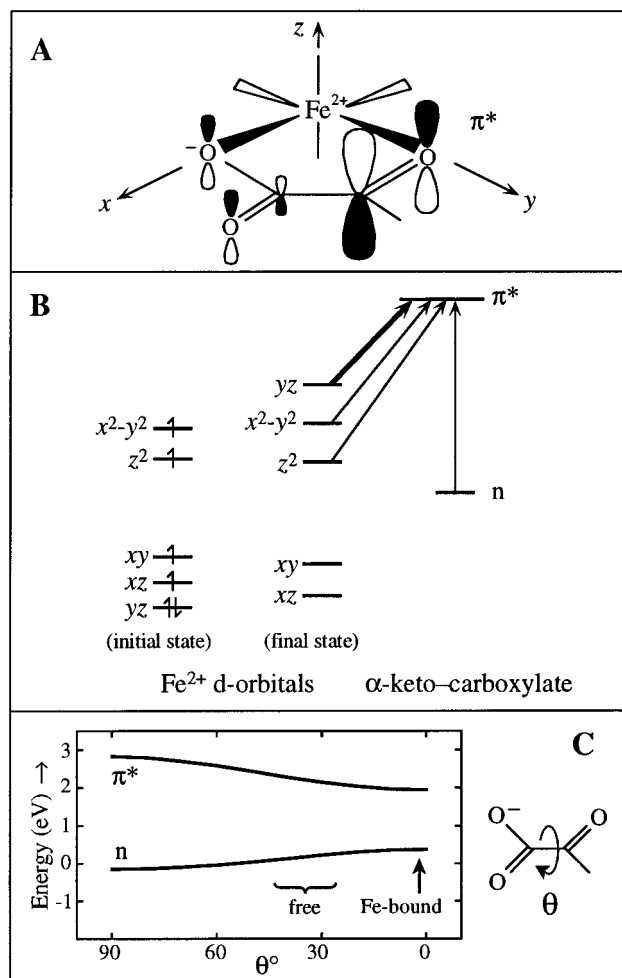 A
z
Fe²⁺
π*
⁻O
O
x
O
y
B
π*
yz
x²-y²
x²-y²
z²
z²
n
xy
xy
xz
xz
yz
(initial state)
(final state)
Fe²⁺ d-orbitals
α-keto–carboxylate
C
Energy (eV) →
3
2
1
0
-1
π*
n
free
Fe-bound
90
60
30
0
θ°
O⁻
O
O
θ